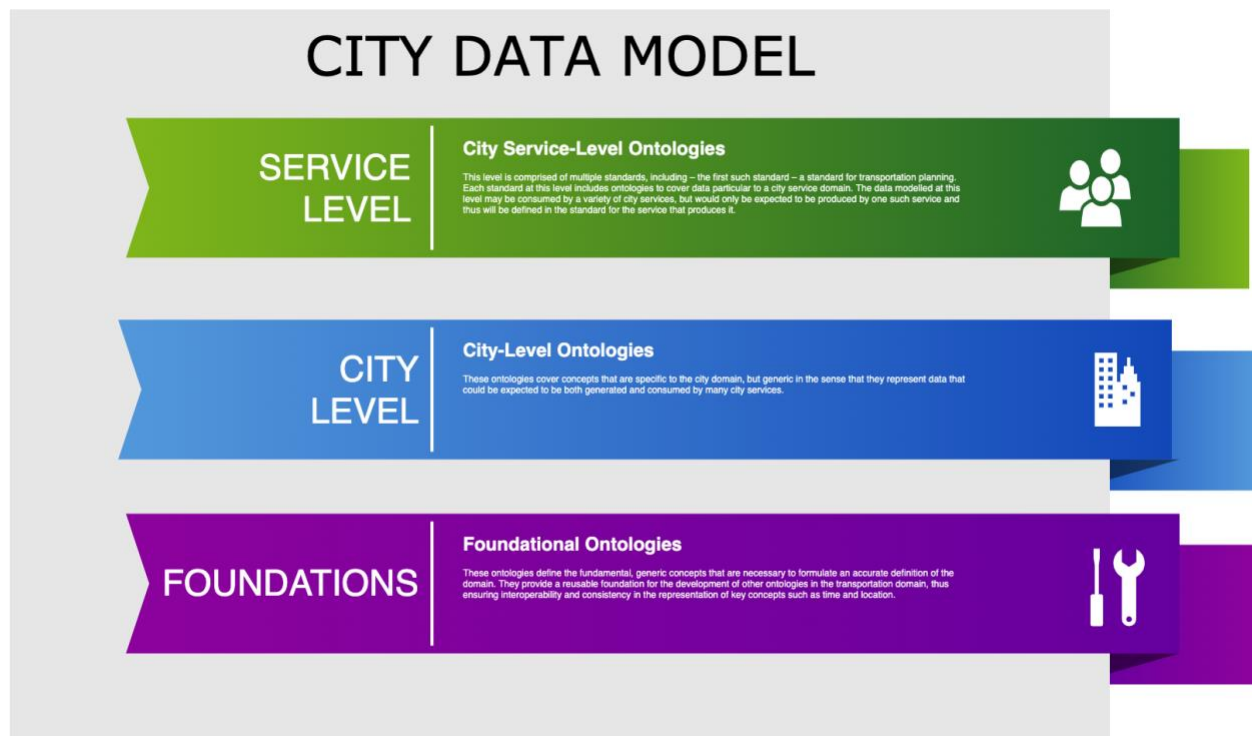 CITY DATA MODEL
SERVICE
LEVEL
City Service-Level Ontologies
This level is comprised of multiple standards, including – the first such standard – a standard for transportation planning.
Each standard at this level includes ontologies to cover data particular to a city service domain. The data modelled at this
level may be consumed by a variety of city services, but would only be expected to be produced by one such service and
thus will be defined in the standard for the service that produces it.
CITY
LEVEL
City-Level Ontologies
These ontologies cover concepts that are specific to the city domain, but generic in the sense that they represent data that
could be expected to be both generated and consumed by many city services.
FOUNDATIONS
Foundational Ontologies
These ontologies define the fundamental, generic concepts that are necessary to formulate an accurate definition of the
domain. They provide a reusable foundation for the development of other ontologies in the transportation domain, thus
ensuring interoperability and consistency in the representation of key concepts such as time and location.